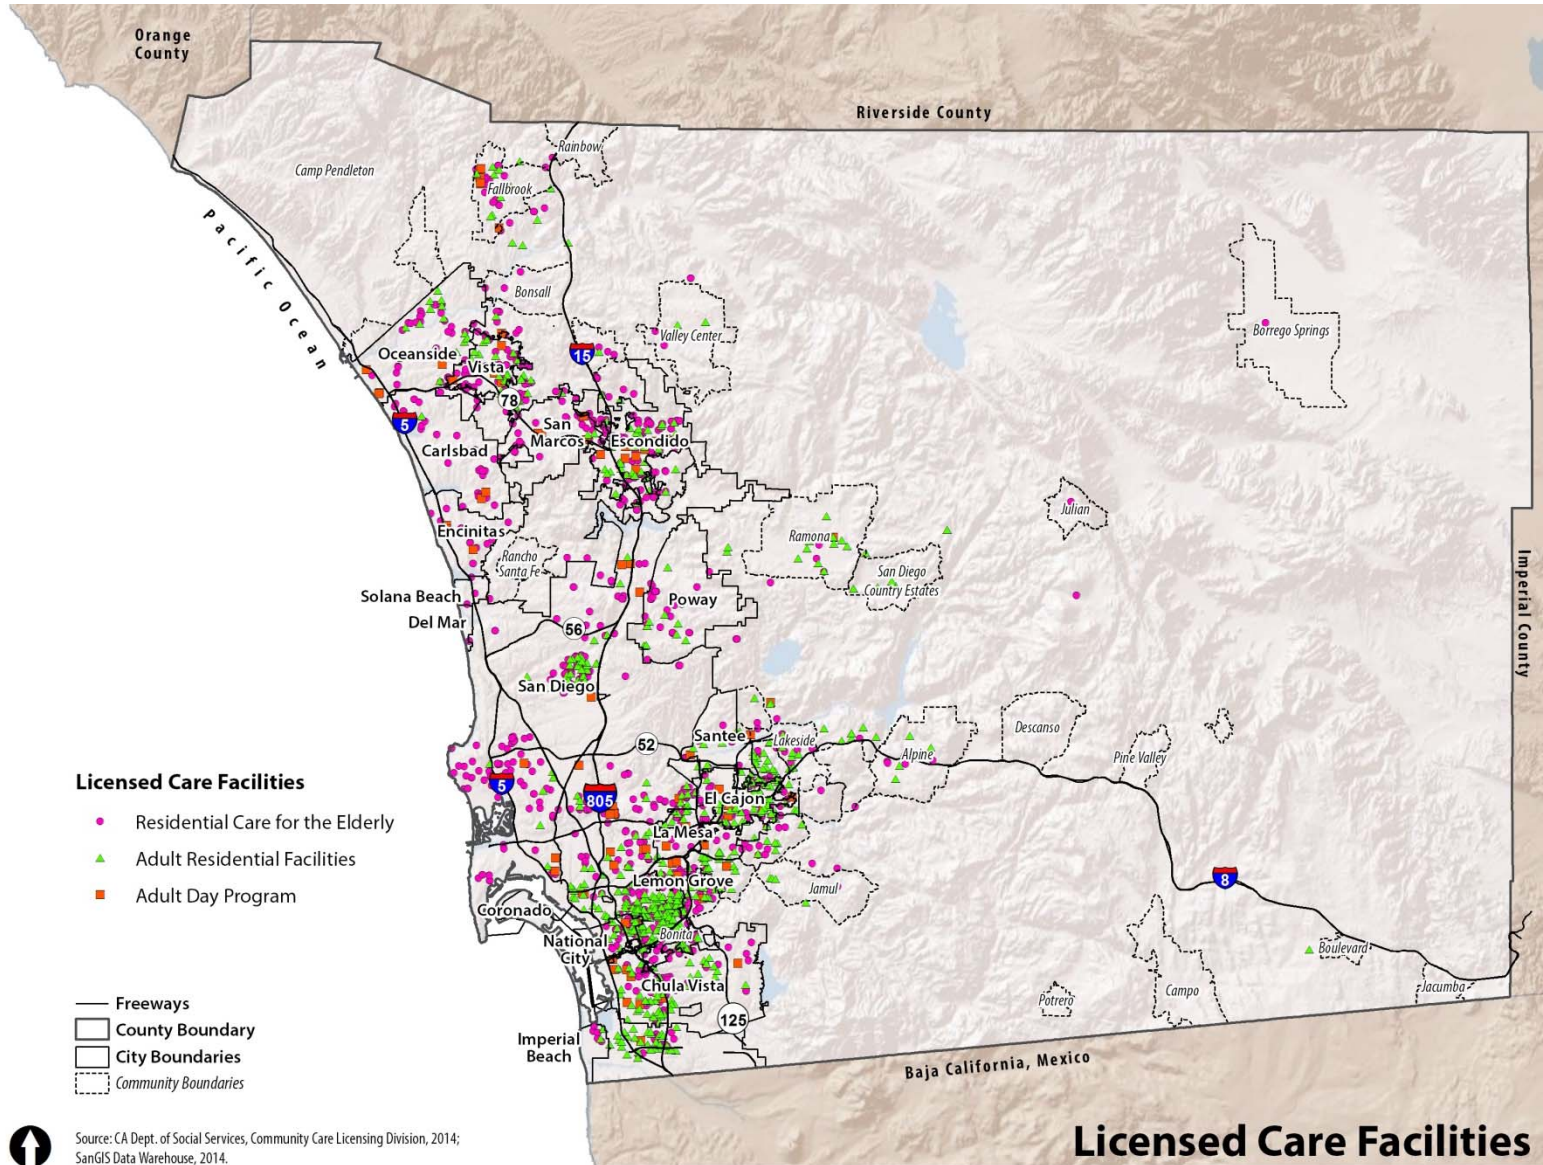 Orange
County
Riverside County
Rainbow
Camp Pendleton
Fallbrook
Pacific Ocean
Bonsall
Valley Center
Borrego Springs
Oceanside
Vista
15
78
5
San
Marcos
Escondido
Carlsbad
Julian
Encinitas
Ramona
Rancho
Santa Fe
San Diego
Country Estates
Imperial County
Solana Beach
Poway
Del Mar
56
San Diego
Santee
Lakeside
Descanso
52
Alpine
Pine Valley
Licensed Care Facilities
5
805
El Cajon
Residential Care for the Elderly
La Mesa
Adult Residential Facilities
8
Lemon Grove
Jamul
Adult Day Program
Coronado
National
City
Bonita
Boulevard
Chula Vista
Potrero
Campo
Jacumba
Freeways
125
County Boundary
Imperial
Beach
City Boundaries
Baja California, Mexico
Community Boundaries
Source: CA Dept. of Social Services, Community Care Licensing Division, 2014;
SanGIS Data Warehouse, 2014.
Licensed Care Facilities